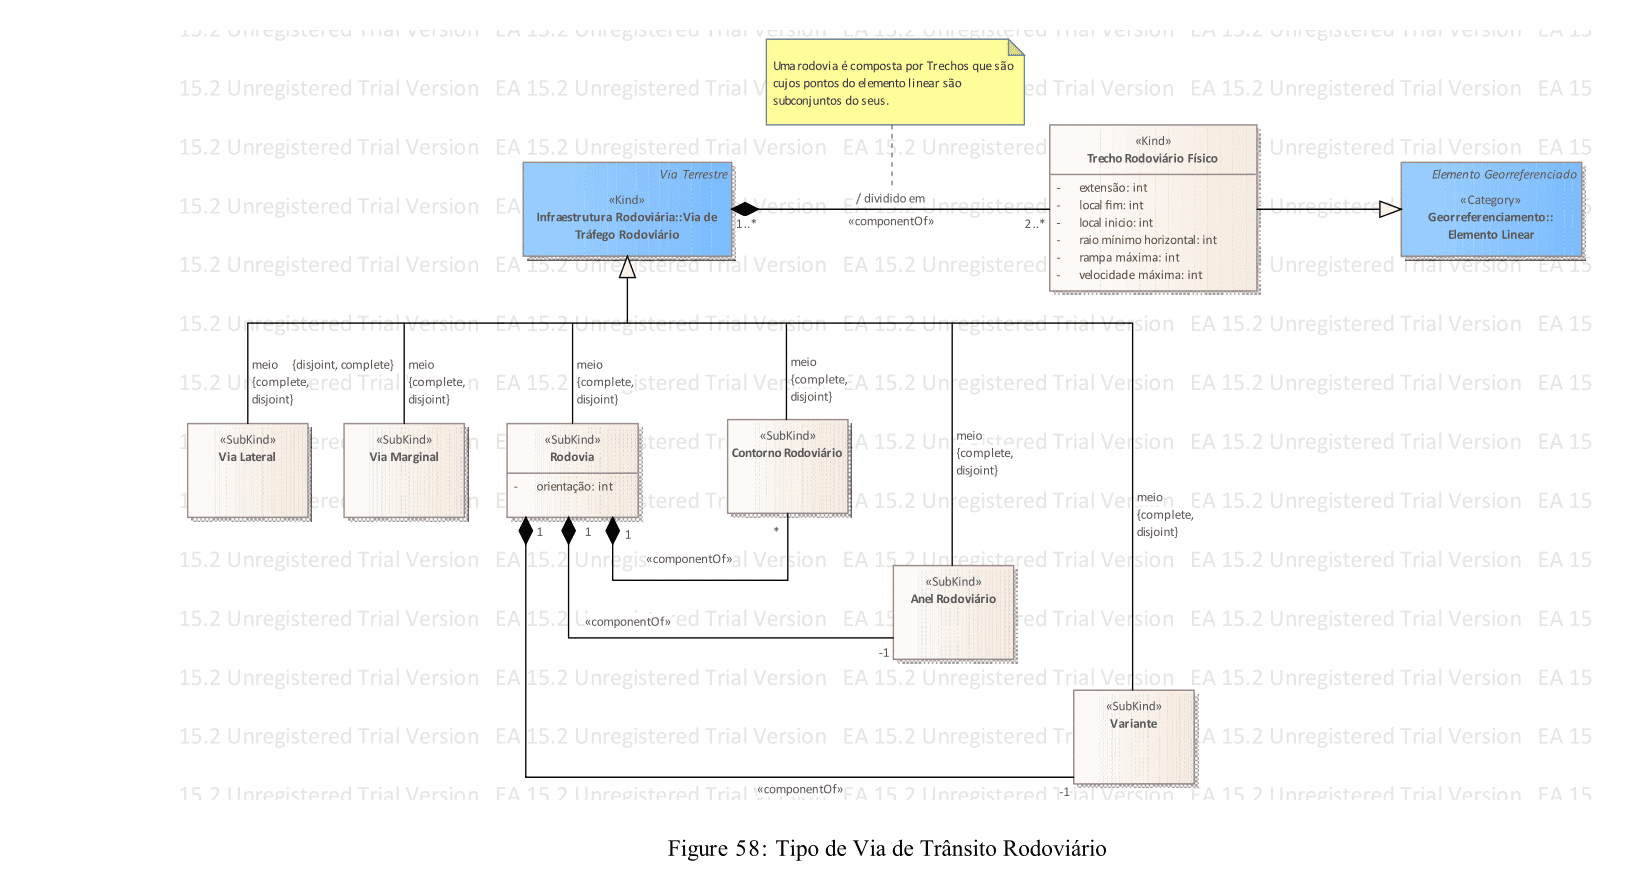 15.2 Unregistered Trial Version EA 15.2 Unregistered Trial Version EA 15.2 Unregistered Trial Version EA 15.2 Unregistered Trial Version EA 15
Uma rodovia é composta por Trechos que são
cujos pontos do elemento linear são
subconjuntos do seus.
Via Terrestre
«Kind»
Infraestrutura Rodoviária::Via de
Tráfego Rodoviário
/ dividido em
«componentOf»
1..*
2..*
«Kind»
Trecho Rodoviário Físico
- extensão: int
- local fim: int
- local inicio: int
- raio mínimo horizontal: int
- rampa máxima: int
- velocidade máxima: int
Elemento Georreferenciado
«Category»
Georreferenciamento::
Elemento Linear
meio
{complete,
disjoint}
{disjoint, complete}
meio
{complete,
disjoint}
meio
{complete,
disjoint}
meio
{complete,
disjoint}
meio
{complete,
disjoint}
meio
{complete,
disjoint}
«SubKind»
Via Lateral
«SubKind»
Via Marginal
«SubKind»
Rodovia
- orientação: int
«SubKind»
Contorno Rodoviário
1
1
1
*
«componentOf»
«SubKind»
Anel Rodoviário
«componentOf»
-1
«SubKind»
Variante
«componentOf»
-1
Figure 58: Tipo de Via de Trânsito Rodoviário